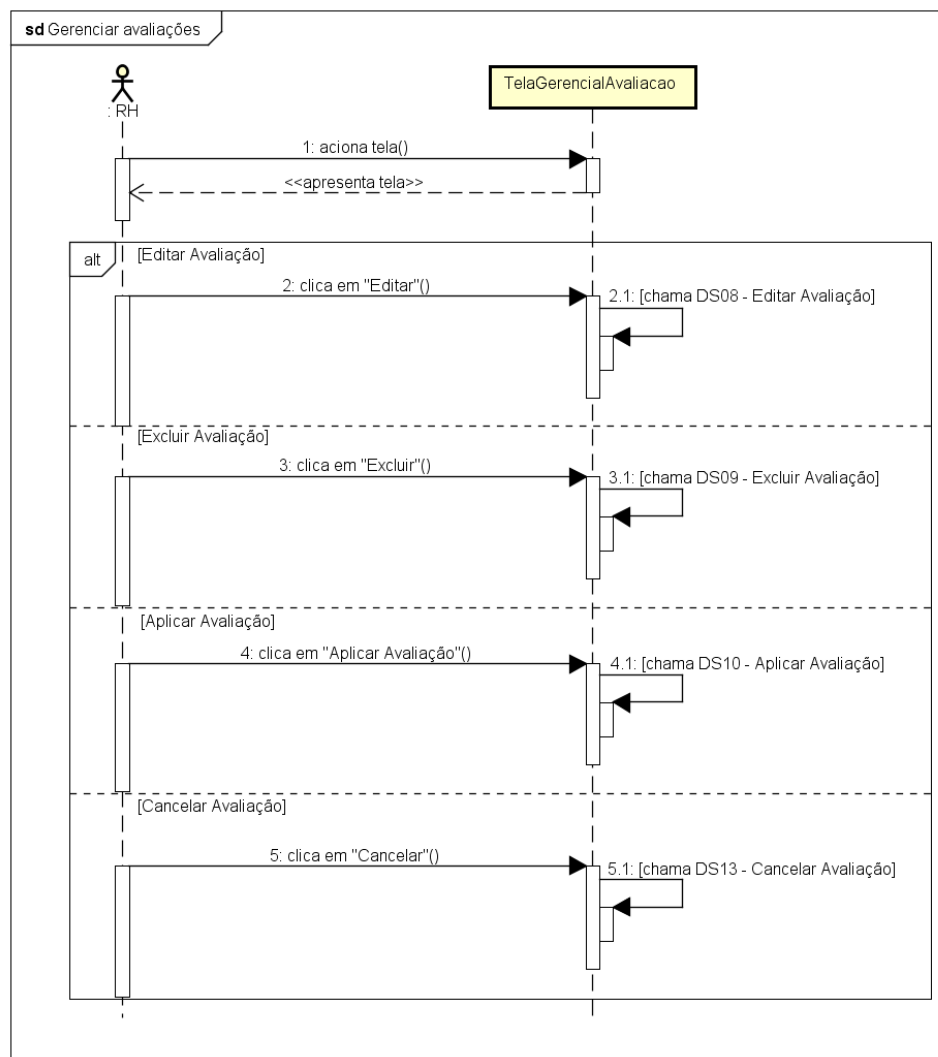 sd Gerenciar avaliações
TelaGerencialAvaliacao
: RH
1: aciona tela()
<<apresenta tela>>
alt
[Editar Avaliação]
2: clica em "Editar"()
2.1: [chama DS08 - Editar Avaliação]
[Excluir Avaliação]
3: clica em "Excluir"()
3.1: [chama DS09 - Excluir Avaliação]
[Aplicar Avaliação]
4: clica em "Aplicar Avaliação"()
4.1: [chama DS10 - Aplicar Avaliação]
[Cancelar Avaliação]
5: clica em "Cancelar"()
5.1: [chama DS13 - Cancelar Avaliação]